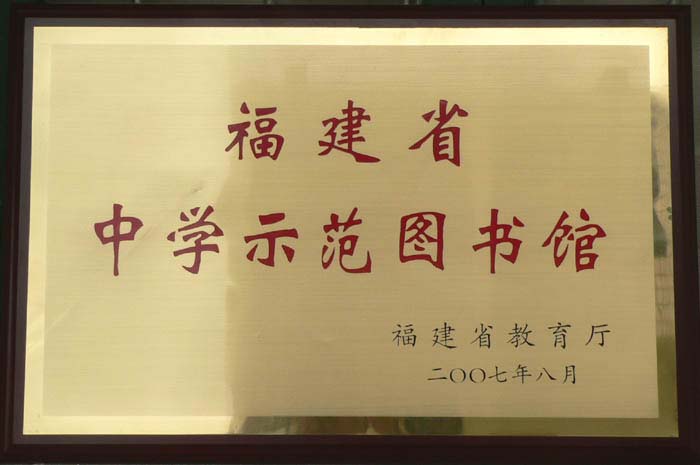 福建省
中学示范图书馆
福建省教育厅
二〇〇七年八月